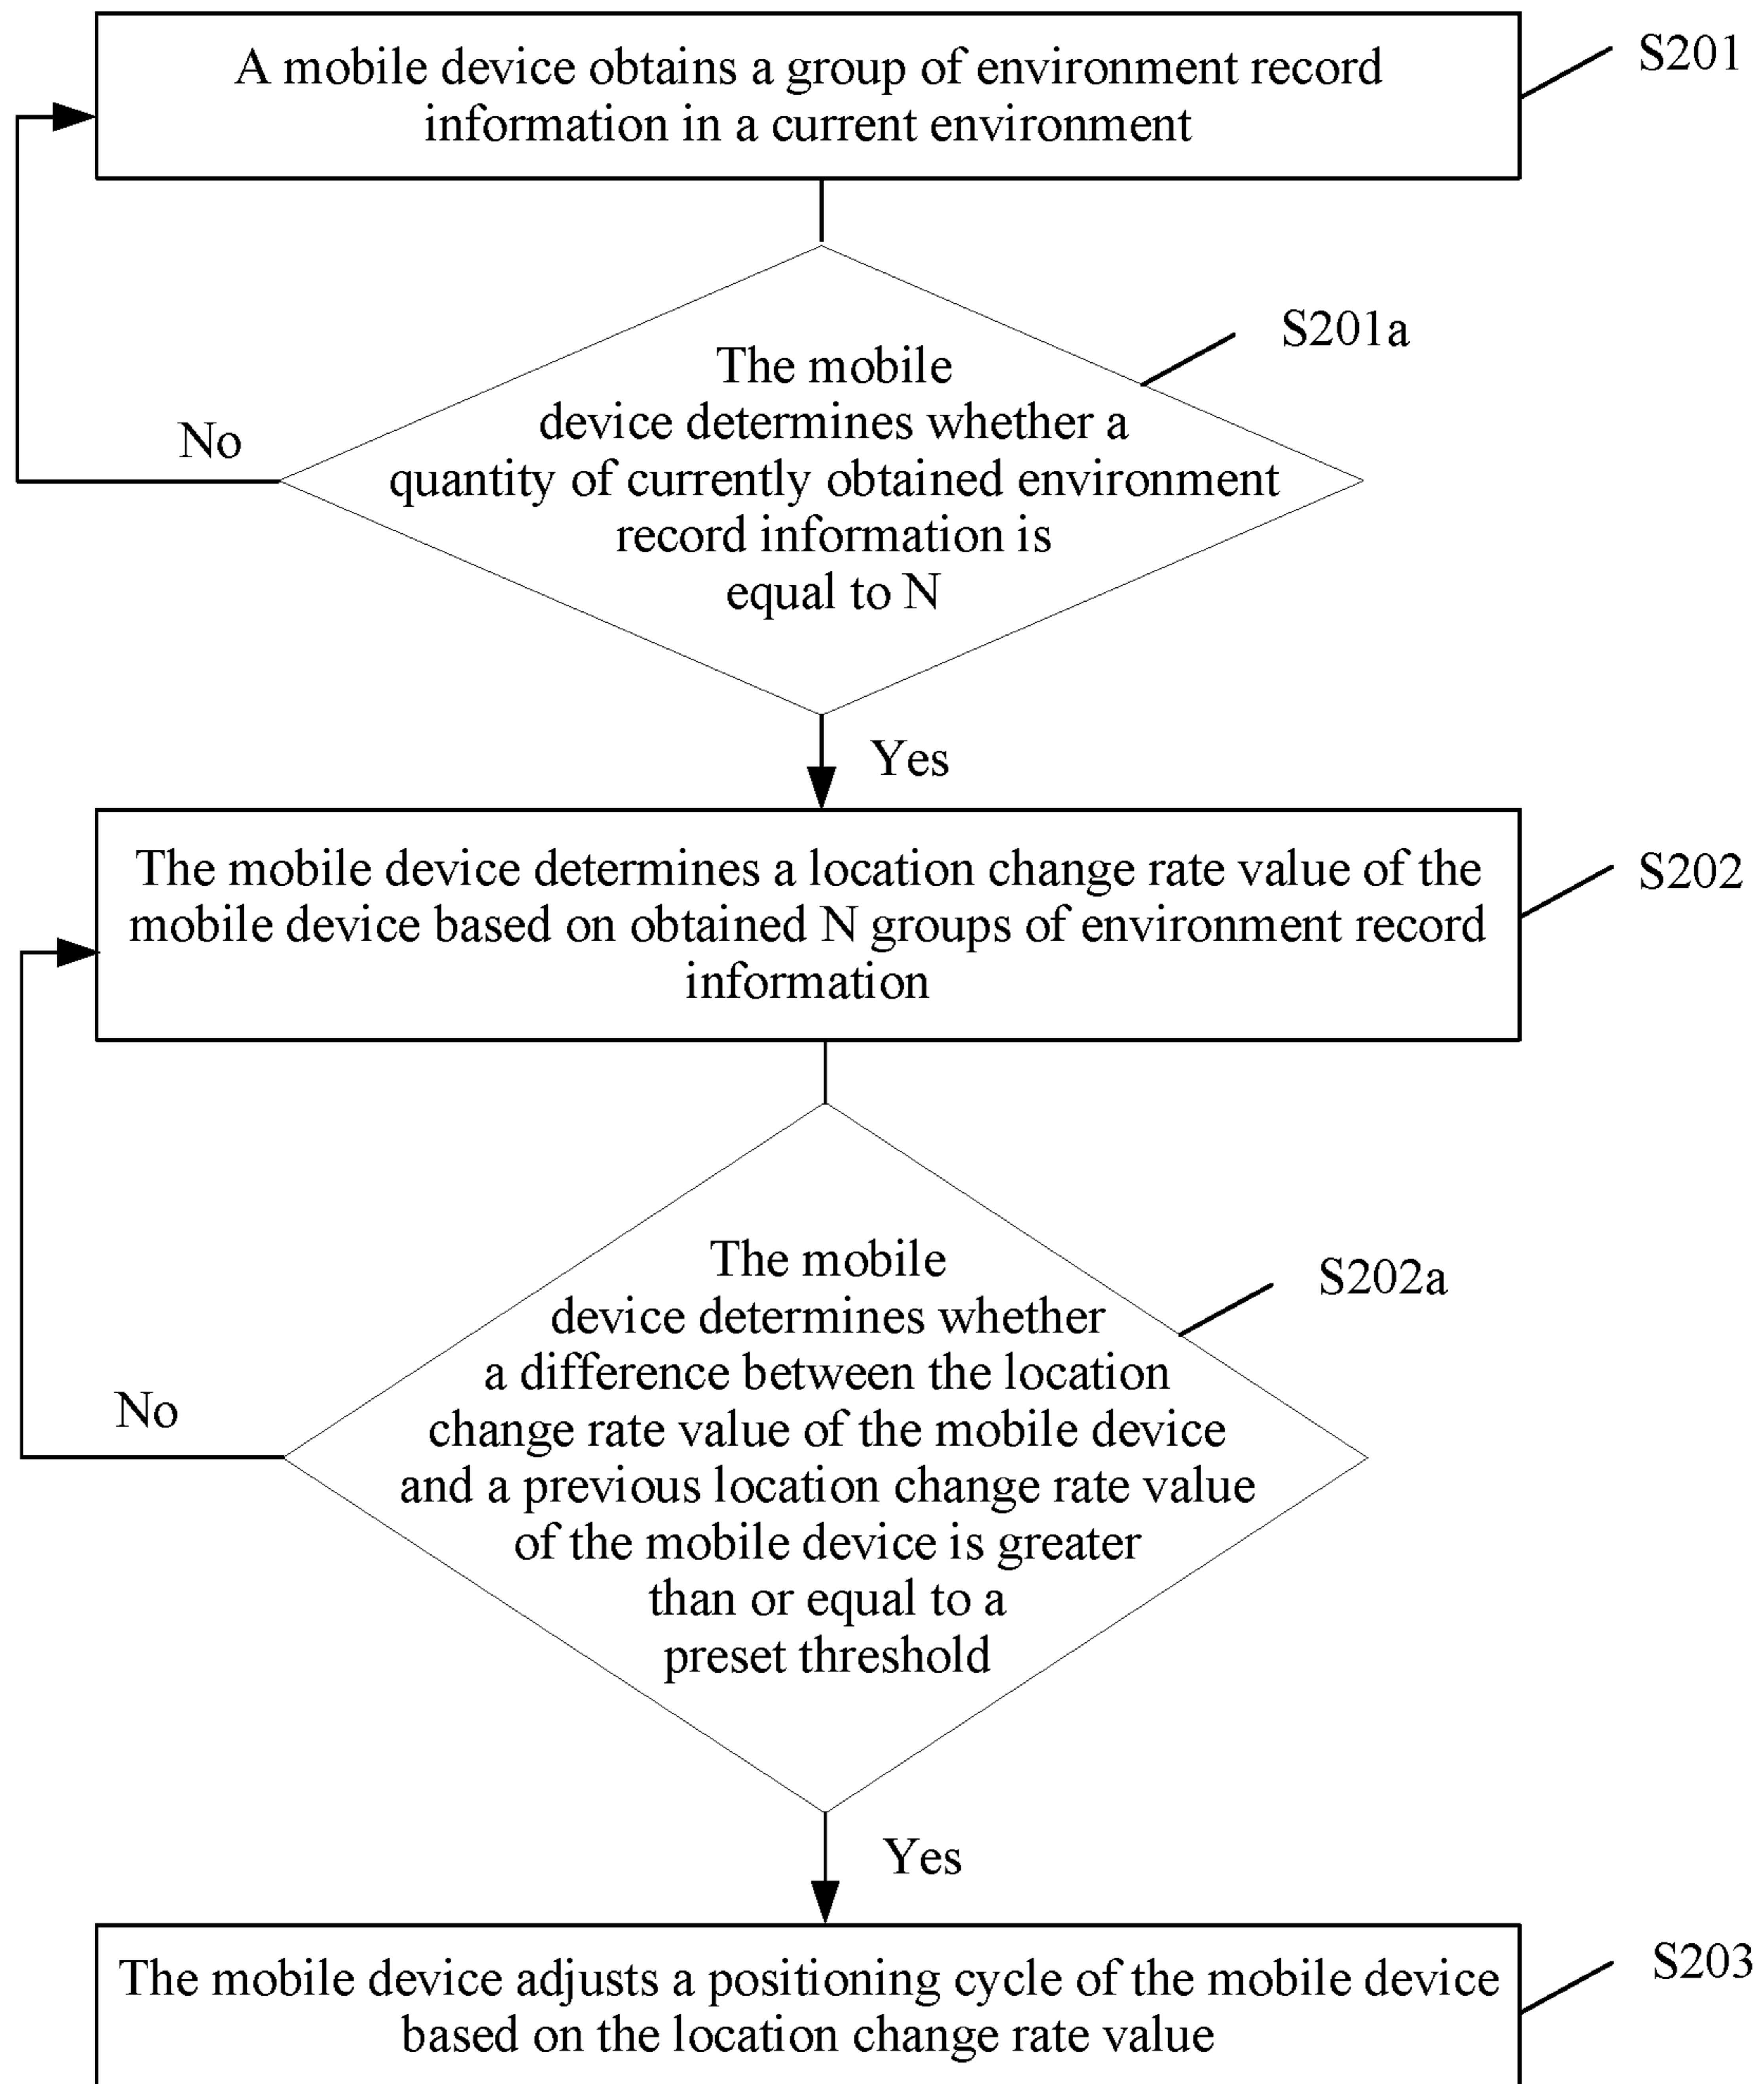 A mobile device obtains a group of environment record
information in a current environment
S201
S201a
The mobile
device determines whether a
quantity of currently obtained environment
record information is
equal to N
No
Yes
The mobile device determines a location change rate value of the
mobile device based on obtained N groups of environment record
information
S202
S202a
The mobile
device determines whether
a difference between the location
change rate value of the mobile device
and a previous location change rate value
of the mobile device is greater
than or equal to a
preset threshold
No
Yes
The mobile device adjusts a positioning cycle of the mobile device
based on the location change rate value
S203